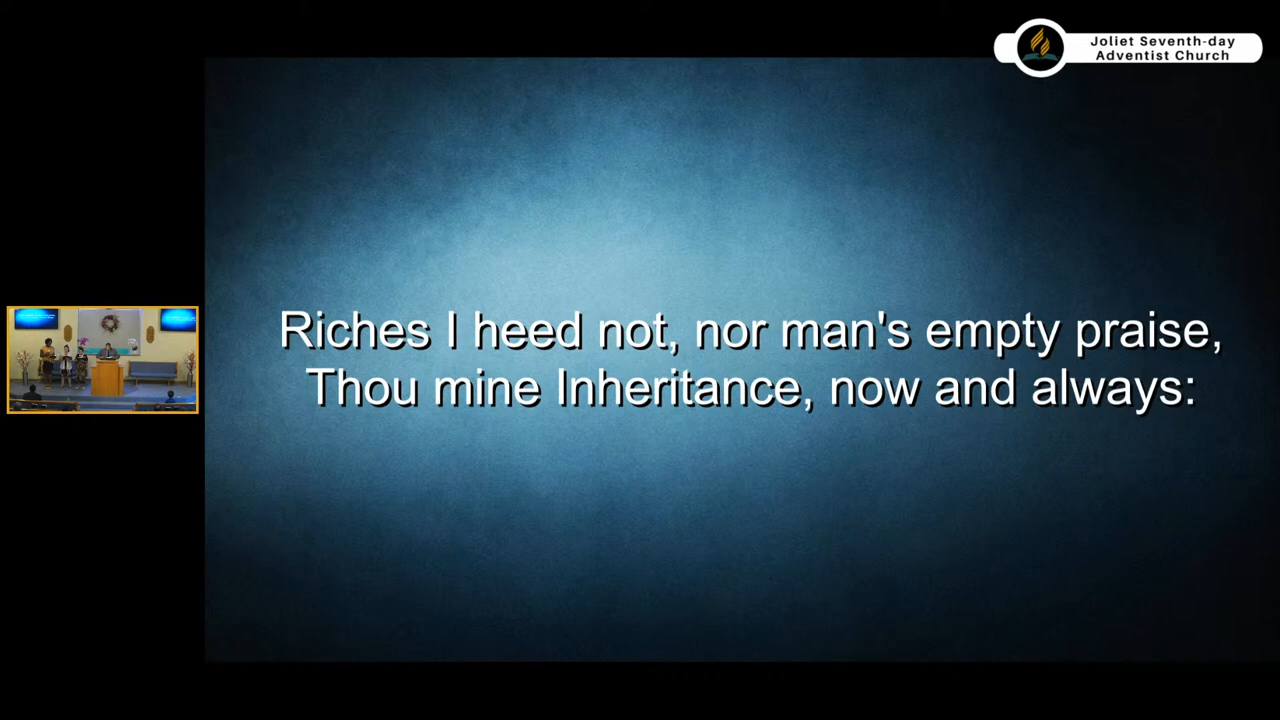 Joliet Seventh-day
Adventist Church
Riches I heed not, nor man's empty praise,
Thou mine Inheritance, now and always: